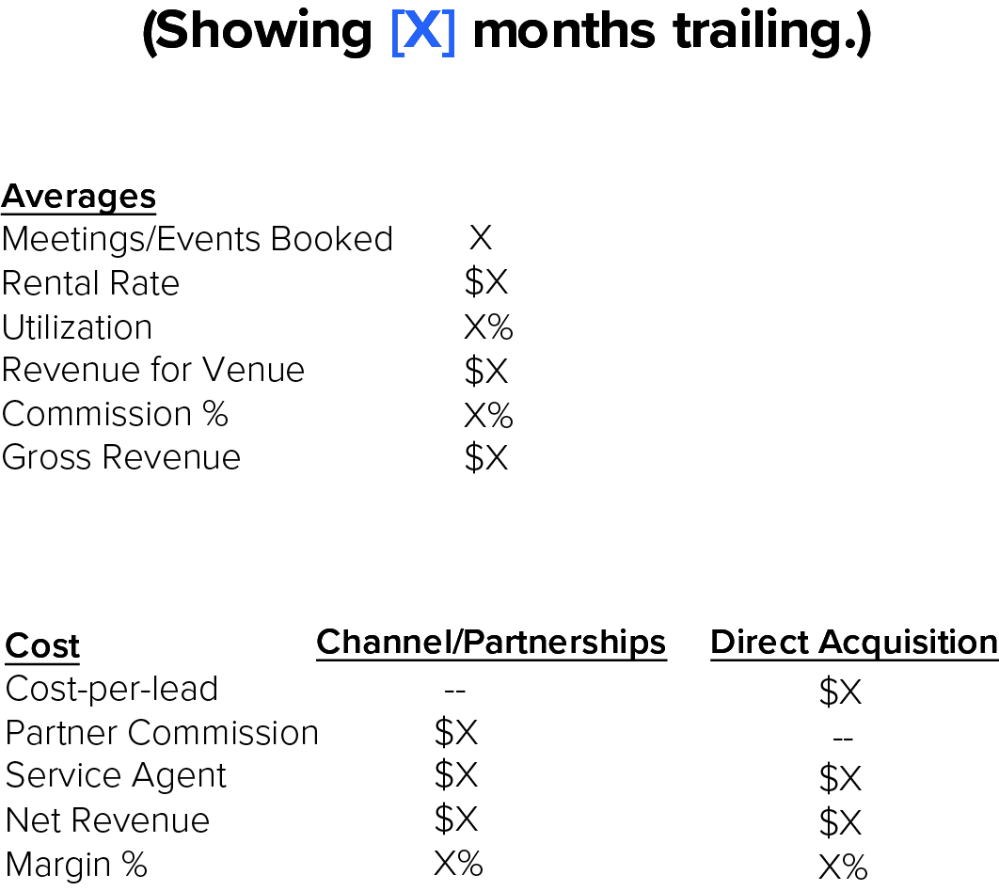 (Showing [X] months trailing.)
Averages
Meetings/Events Booked X
Rental Rate $X
Utilization X%
Revenue for Venue $X
Commission % X%
Gross Revenue $X
Cost Channel/Partnerships Direct Acquisition
Cost-per-lead -- $X
Partner Commission $X --
Service Agent $X $X
Net Revenue $X $X
Margin % X% X%